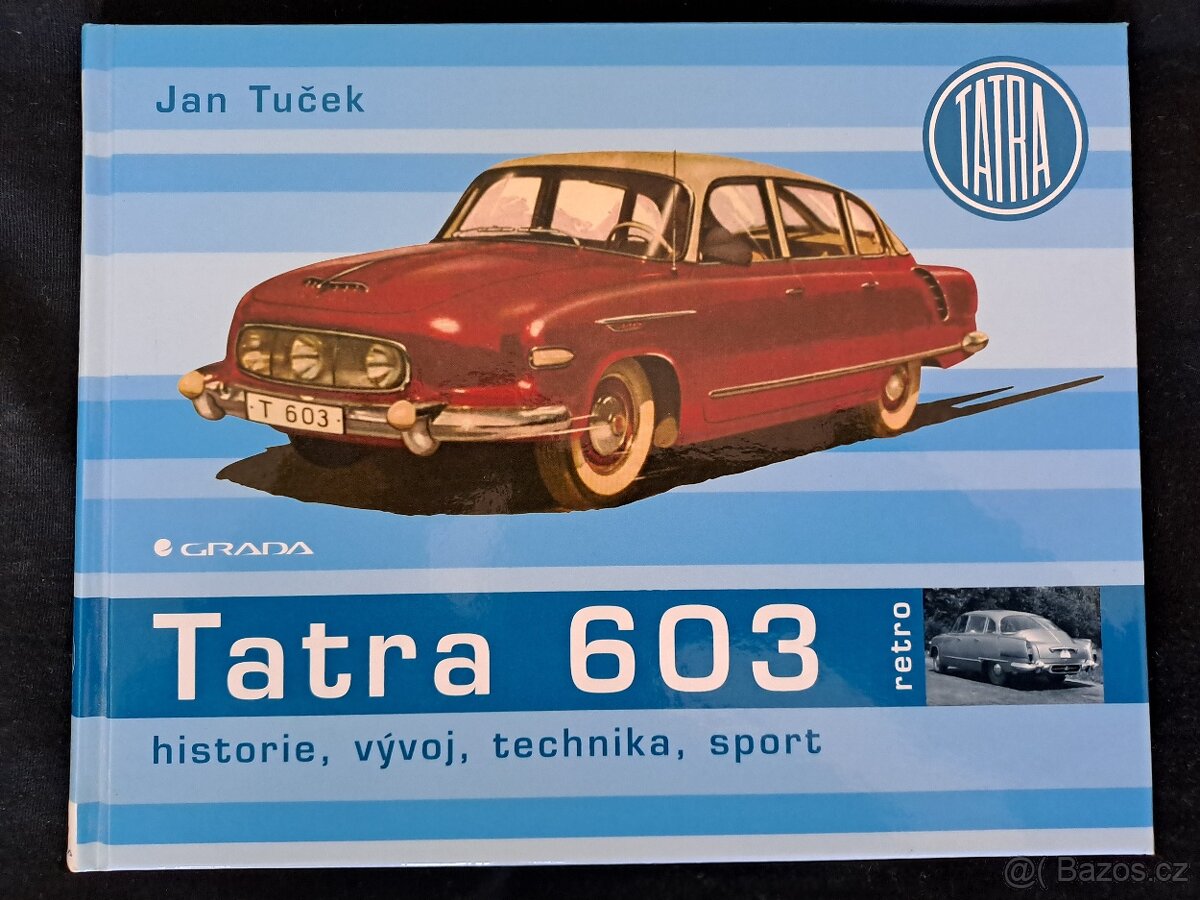 Jan Tuček
TATRA
· T 603 ·
GRADA
Tatra 603
retro
historie, vývoj, technika, sport
@( Bazos.cz